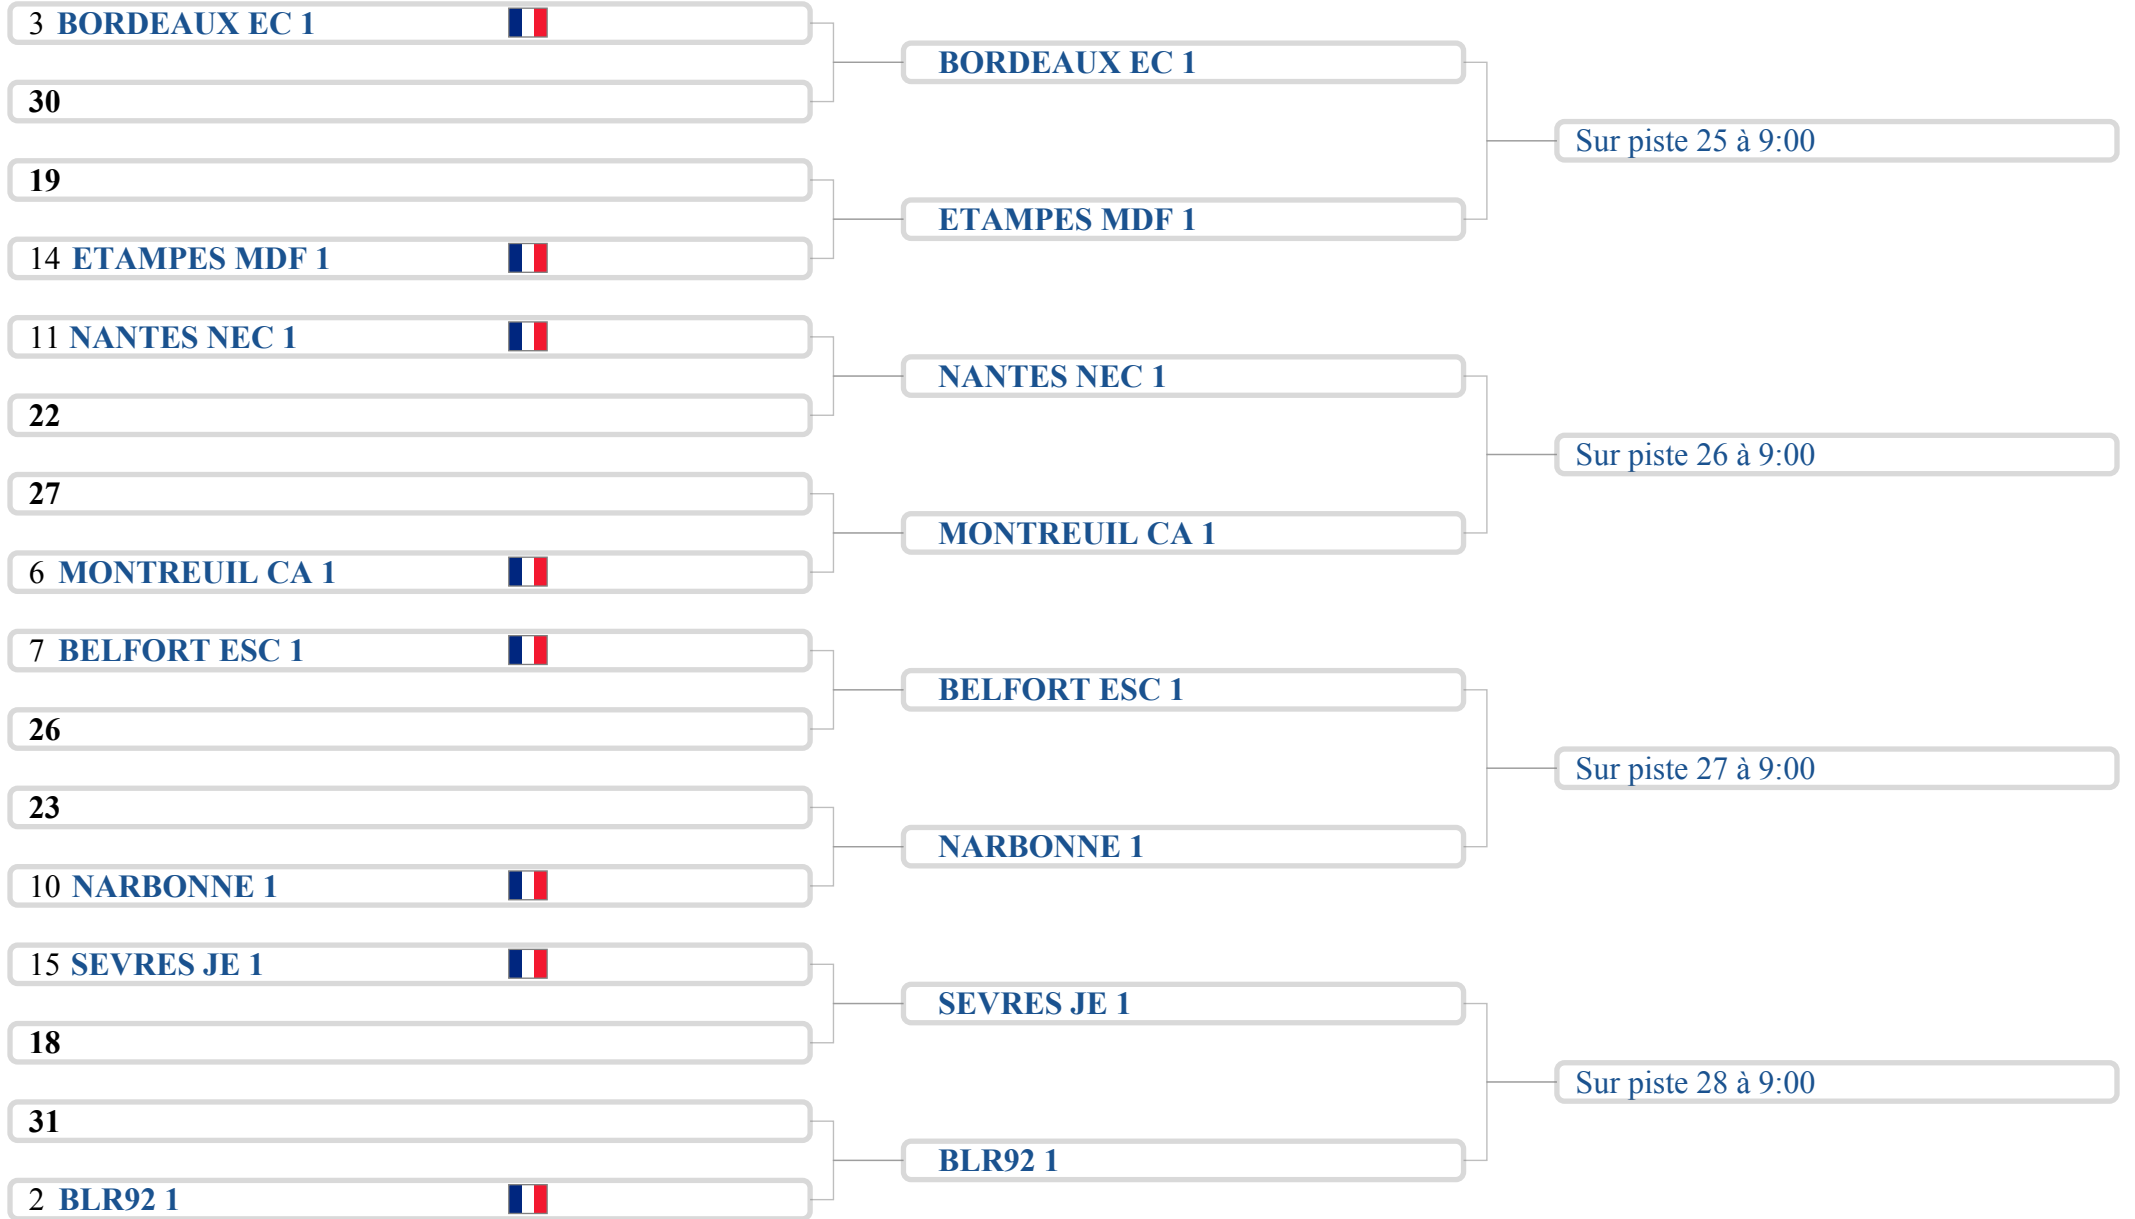 3 BORDEAUX EC 1
30
19
14 ETAMPES MDF 1
11 NANTES NEC 1
22
27
6 MONTREUIL CA 1
7 BELFORT ESC 1
26
23
10 NARBONNE 1
15 SEVRES JE 1
18
31
2 BLR92 1
BORDEAUX EC 1
ETAMPES MDF 1
NANTES NEC 1
MONTREUIL CA 1
BELFORT ESC 1
NARBONNE 1
SEVRES JE 1
BLR92 1
Sur piste 25 à 9:00
Sur piste 26 à 9:00
Sur piste 27 à 9:00
Sur piste 28 à 9:00